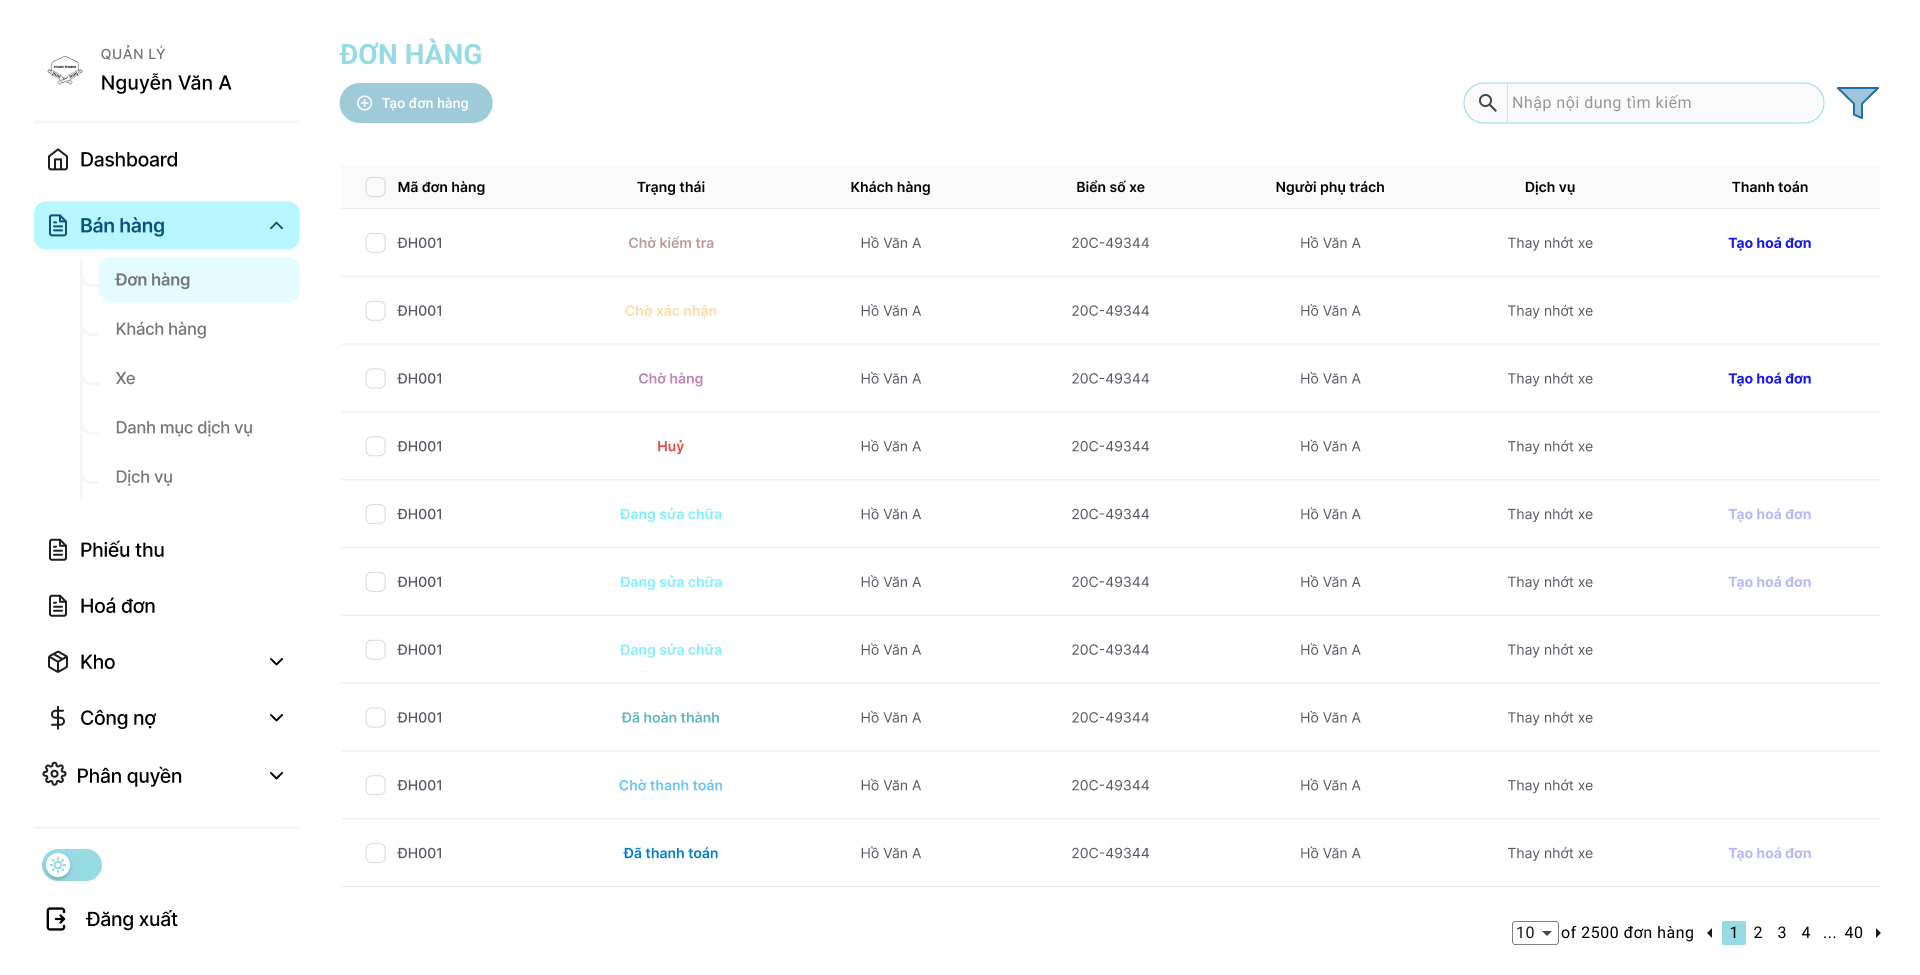 QUẢN LÝ
Nguyễn Văn A
Dashboard
Bán hàng
Đơn hàng
Khách hàng
Xe
Danh mục dịch vụ
Dịch vụ
Phiếu thu
Hoá đơn
Kho
Công nợ
Phân quyền
Đăng xuất
ĐƠN HÀNG
Tạo đơn hàng
Nhập nội dung tìm kiếm
Mã đơn hàng Trạng thái Khách hàng Biển số xe Người phụ trách Dịch vụ Thanh toán
ĐH001 Chờ kiểm tra Hồ Văn A 20C-49344 Hồ Văn A Thay nhớt xe Tạo hoá đơn
ĐH001 Chờ xác nhận Hồ Văn A 20C-49344 Hồ Văn A Thay nhớt xe
ĐH001 Chờ hàng Hồ Văn A 20C-49344 Hồ Văn A Thay nhớt xe Tạo hoá đơn
ĐH001 Huỷ Hồ Văn A 20C-49344 Hồ Văn A Thay nhớt xe
ĐH001 Đang sửa chữa Hồ Văn A 20C-49344 Hồ Văn A Thay nhớt xe Tạo hoá đơn
ĐH001 Đang sửa chữa Hồ Văn A 20C-49344 Hồ Văn A Thay nhớt xe Tạo hoá đơn
ĐH001 Đang sửa chữa Hồ Văn A 20C-49344 Hồ Văn A Thay nhớt xe
ĐH001 Đã hoàn thành Hồ Văn A 20C-49344 Hồ Văn A Thay nhớt xe
ĐH001 Chờ thanh toán Hồ Văn A 20C-49344 Hồ Văn A Thay nhớt xe
ĐH001 Đã thanh toán Hồ Văn A 20C-49344 Hồ Văn A Thay nhớt xe Tạo hoá đơn
10 of 2500 đơn hàng 1 2 3 4 ... 40